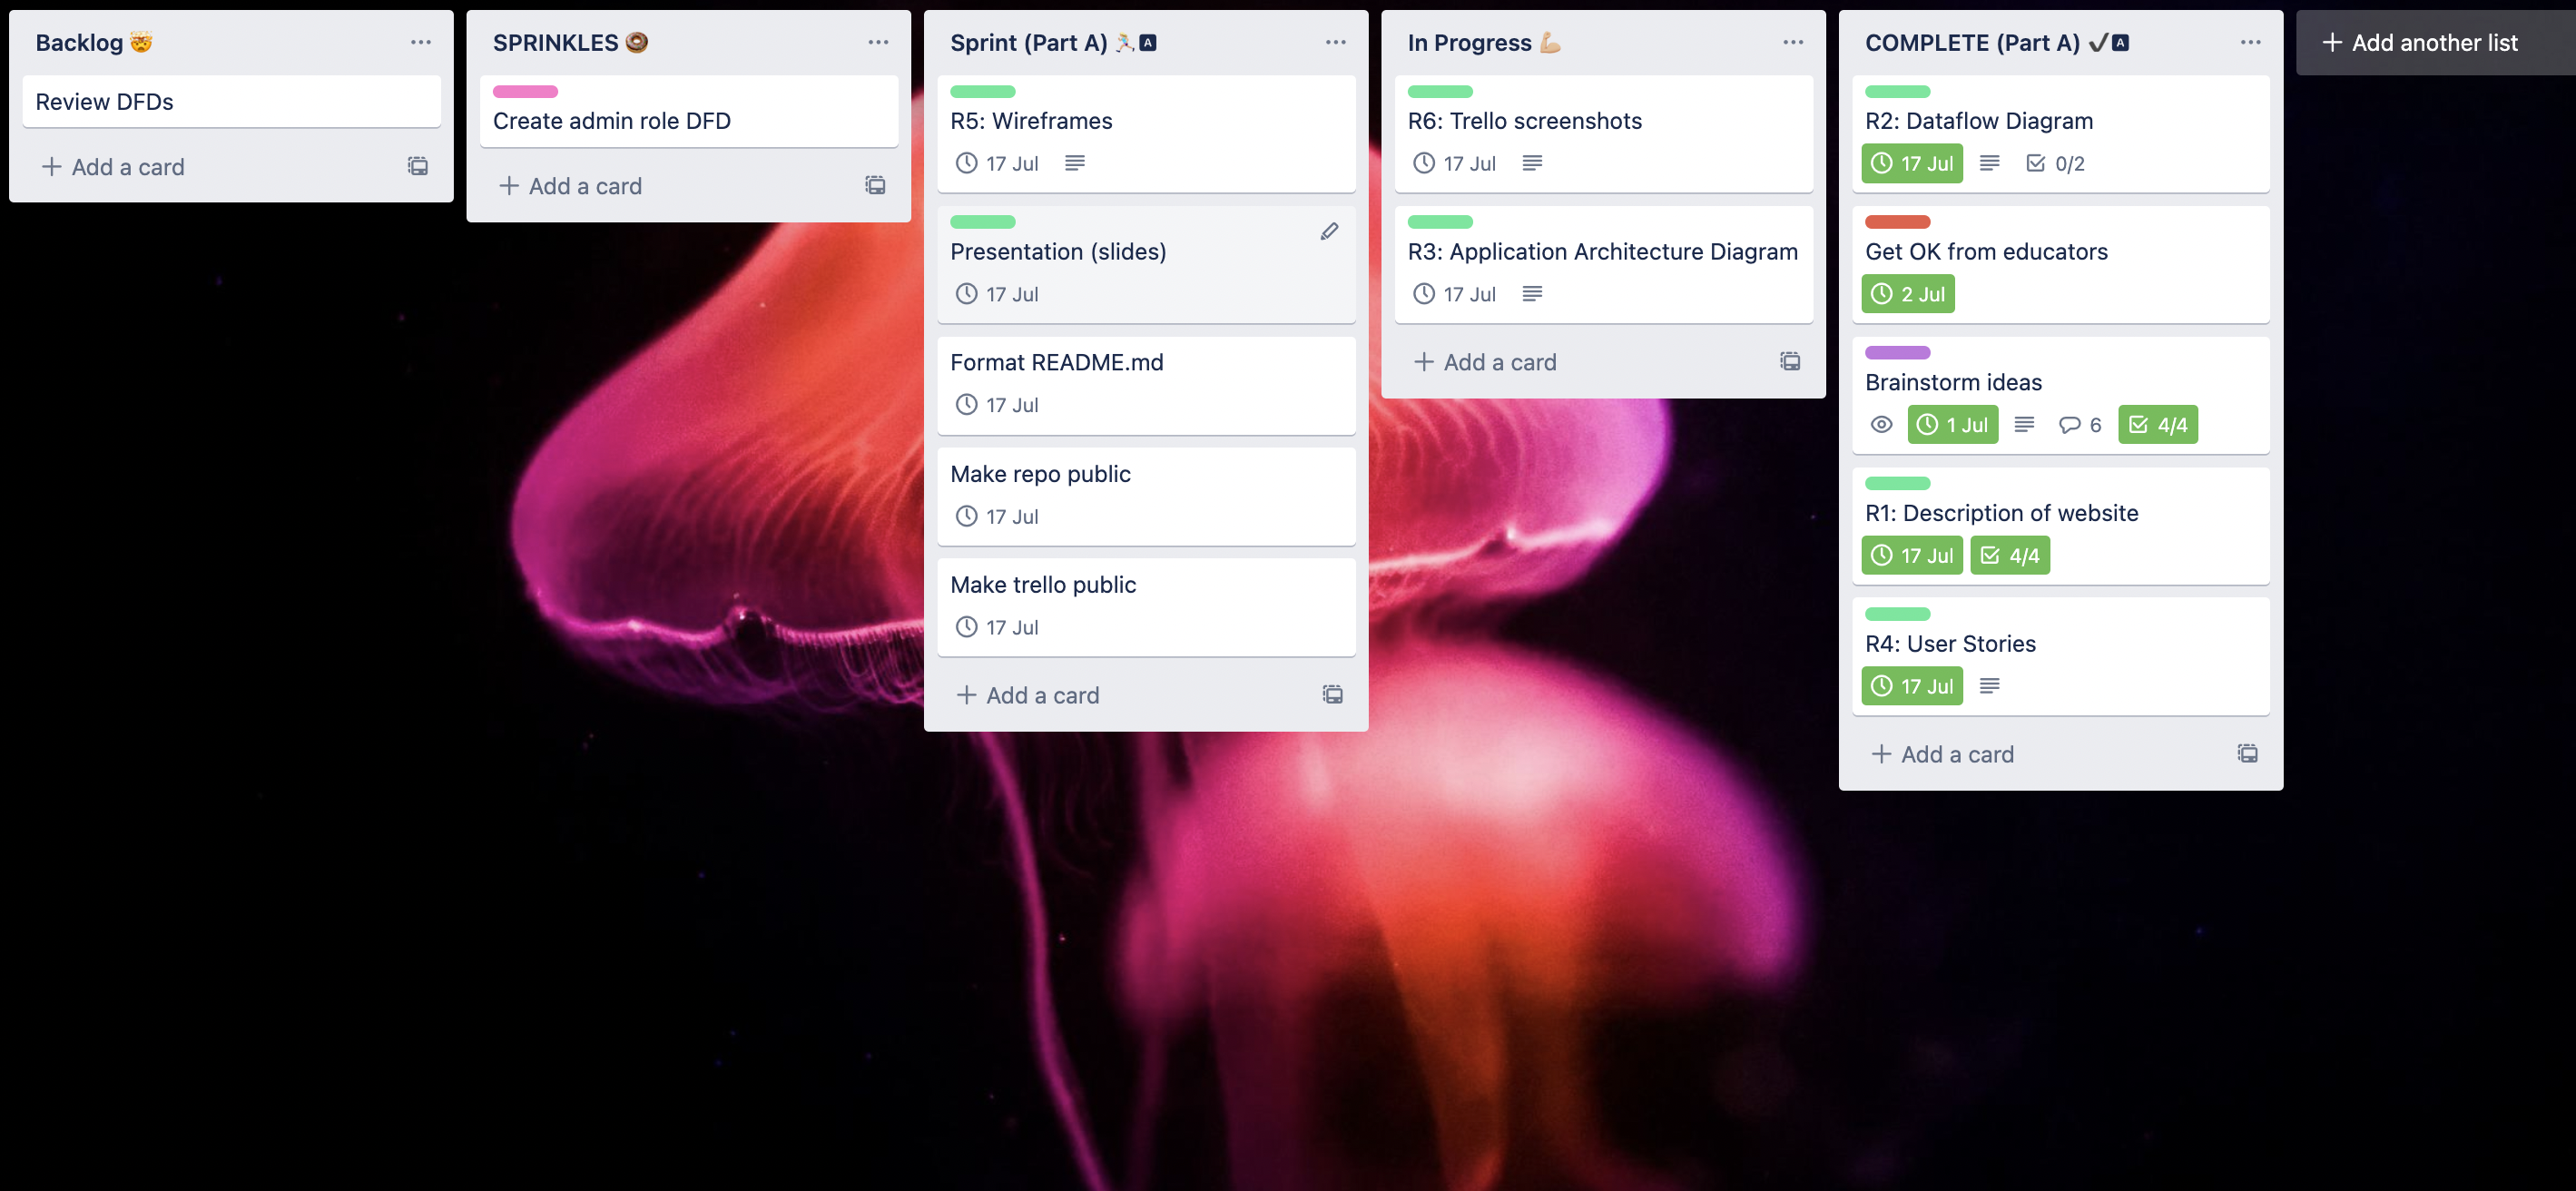 Backlog 🤯
Review DFDs
+ Add a card
SPRINKLES 🍩
Create admin role DFD
+ Add a card
Sprint (Part A) 🏃🏼‍♀️🅰
R5: Wireframes
17 Jul
Presentation (slides)
17 Jul
Format README.md
17 Jul
Make repo public
17 Jul
Make trello public
17 Jul
+ Add a card
In Progress 💪🏼
R6: Trello screenshots
17 Jul
R3: Application Architecture Diagram
17 Jul
+ Add a card
COMPLETE (Part A) ✔🅰
R2: Dataflow Diagram
17 Jul 0/2
Get OK from educators
2 Jul
Brainstorm ideas
1 Jul 6 4/4
R1: Description of website
17 Jul 4/4
R4: User Stories
17 Jul
+ Add a card
+ Add another list